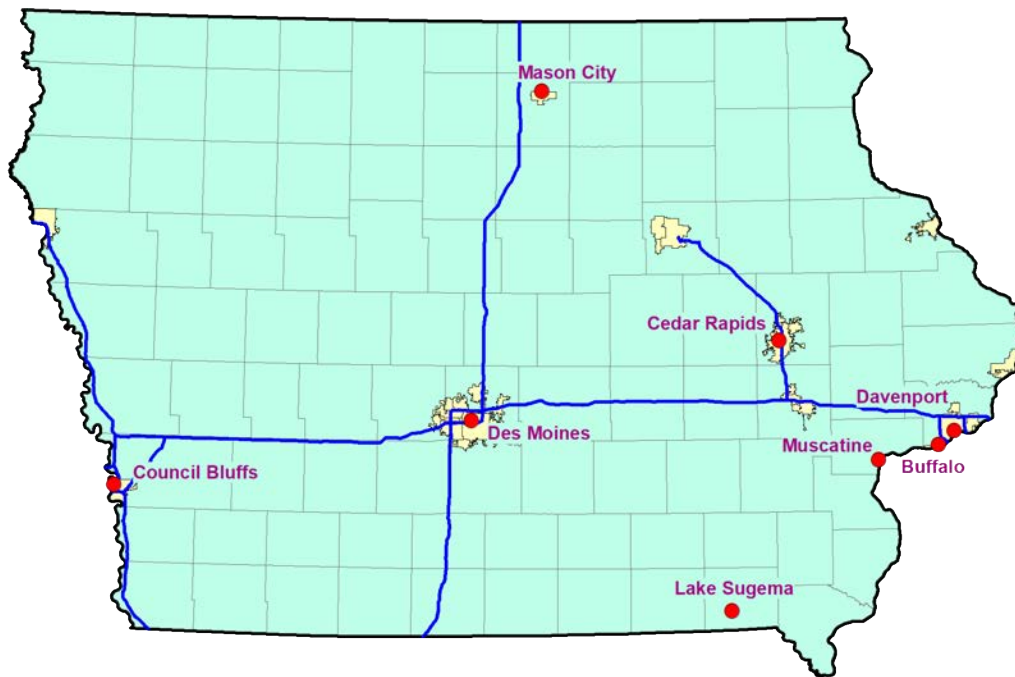 Mason City
Cedar Rapids
Davenport
Des Moines
Muscatine
Buffalo
Council Bluffs
Lake Sugema